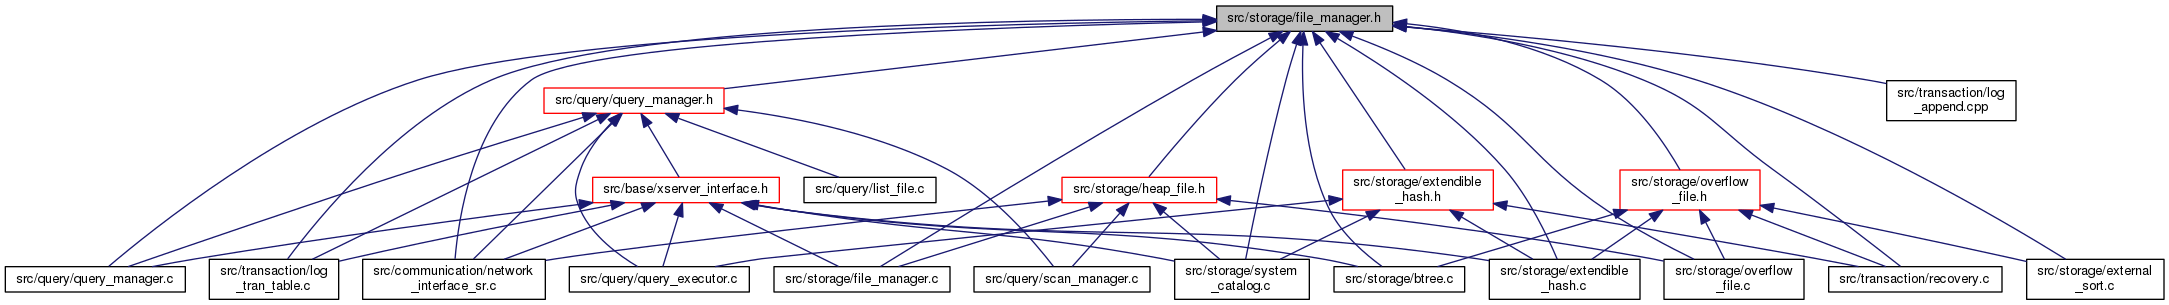 src/storage/file_manager.h
src/query/query_manager.h
src/transaction/log
_append.cpp
src/base/xserver_interface.h
src/query/list_file.c
src/storage/heap_file.h
src/storage/extendible
_hash.h
src/storage/overflow
_file.h
src/query/query_manager.c
src/transaction/log
_tran_table.c
src/communication/network
_interface_sr.c
src/query/query_executor.c
src/storage/file_manager.c
src/query/scan_manager.c
src/storage/system
_catalog.c
src/storage/btree.c
src/storage/extendible
_hash.c
src/storage/overflow
_file.c
src/transaction/recovery.c
src/storage/external
_sort.c